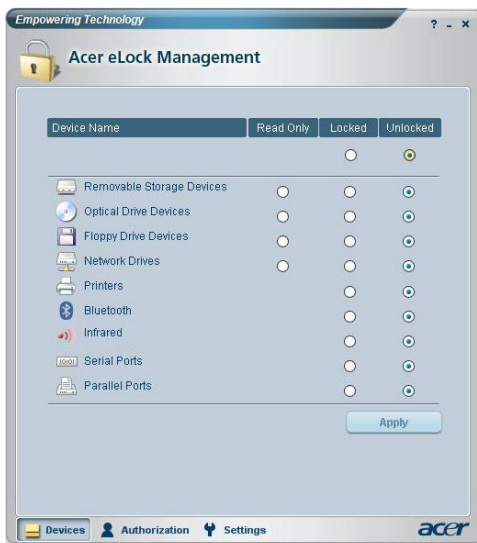 Empowering Technology
? - x
Acer eLock Management
Device Name Read Only Locked Unlocked
Removable Storage Devices
Optical Drive Devices
Floppy Drive Devices
Network Drives
Printers
Bluetooth
Infrared
10101 Serial Ports
Parallel Ports
Apply
Devices Authorization Settings acer